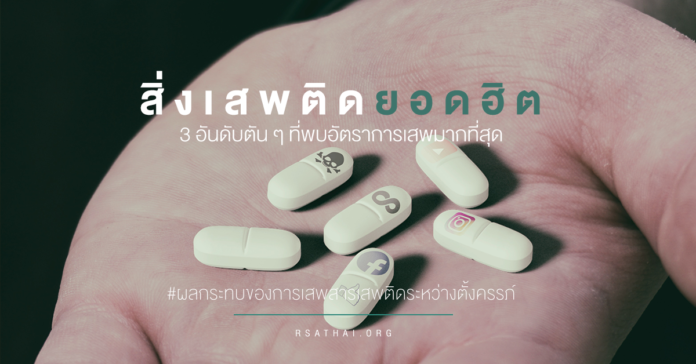 สิ่งเสพติดยอดฮิต
3 อันดับต้น ๆ ที่พบอัตราการเสพมากที่สุด
#ผลกระทบของการเสพสารเสพติดระหว่างตั้งครรภ์
RSATHAI.ORG